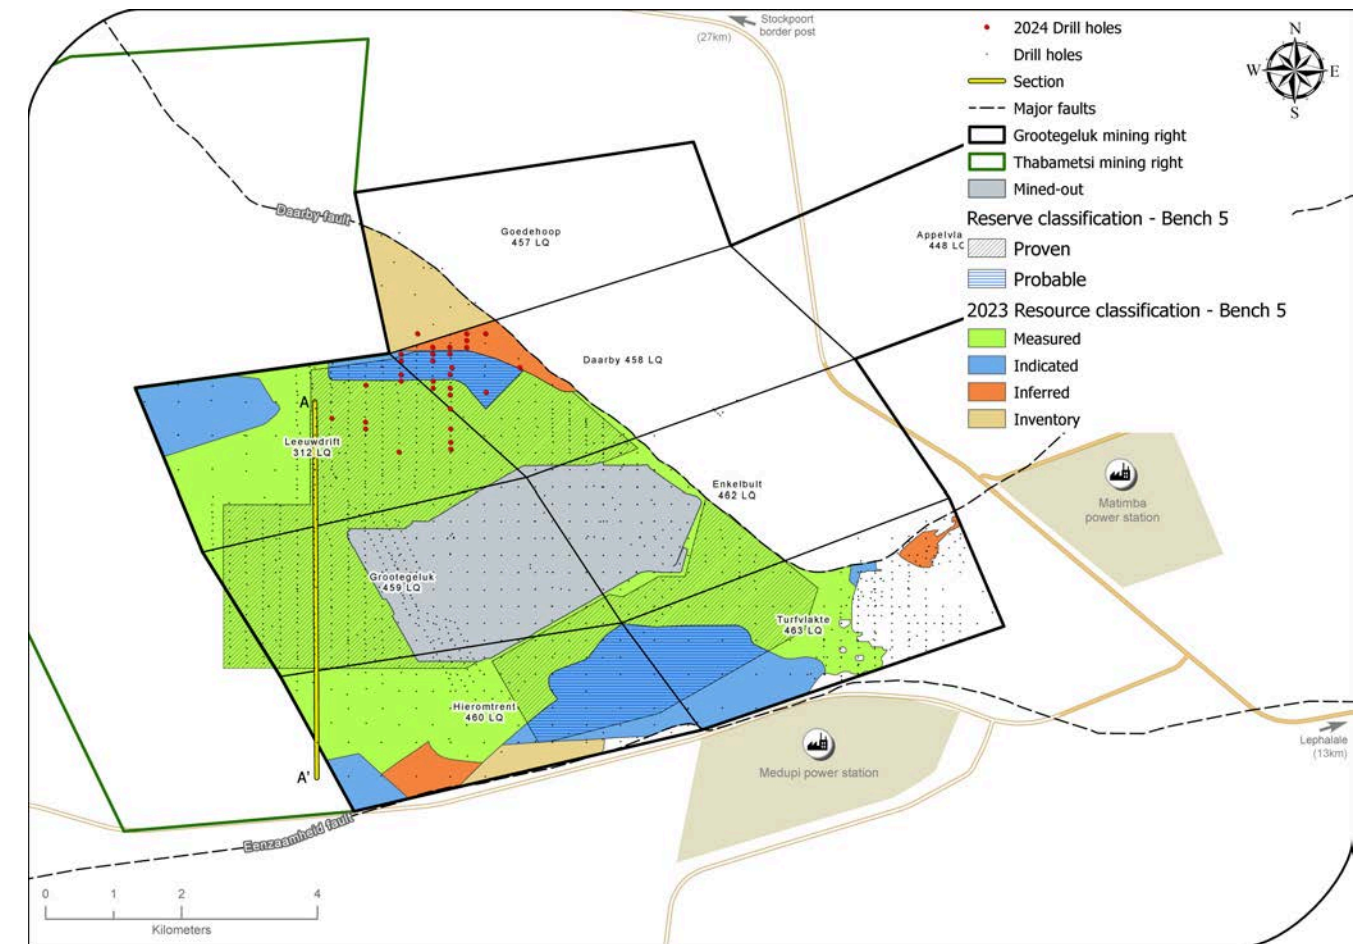 Stockpoort
border post
(27km)
2024 Drill holes
Drill holes
Section
Major faults
Grootegeluk mining right
Thabametsi mining right
Mined-out
Reserve classification - Bench 5
Proven
Probable
2023 Resource classification - Bench 5
Measured
Indicated
Inferred
Inventory
N
W
E
S
Daarby fault
Goedehoop
457 LQ
Appelvla
448 LQ
Daarby 458 LQ
A
Leeuwdrift
312 LQ
Enkelbult
462 LQ
Matimba
power station
Grootegeluk
459 LQ
Turfvlakte
463 LQ
Hieromtrent
460 LQ
A'
Medupi power station
Lephalale
(13km)
Eenzaamheid fault
0 1 2 4
Kilometers